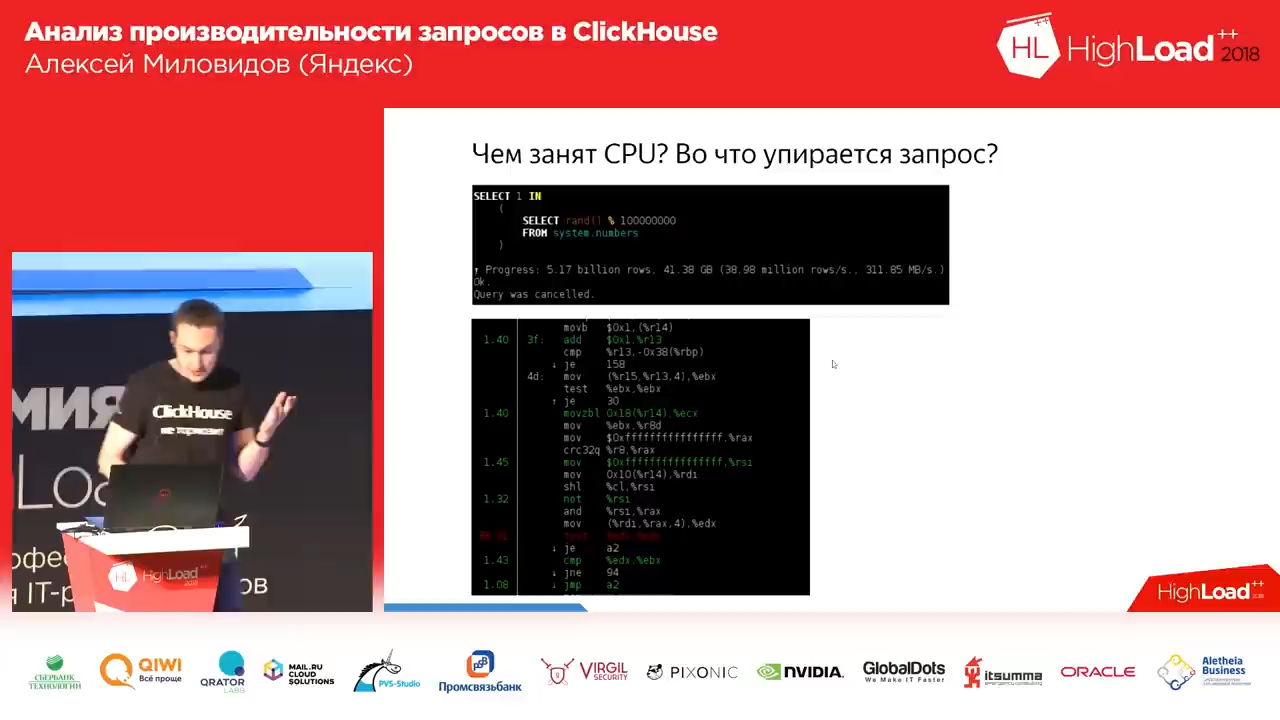 Анализ производительности запросов в ClickHouse
Алексей Миловидов (Яндекс)
HL HighLoad++ 2018
Чем занят CPU? Во что упирается запрос?
SELECT 1 IN
(
SELECT rand() % 100000000
FROM system.numbers
)
↑ Progress: 5.17 billion rows, 41.38 GB (38.98 million rows/s., 311.85 MB/s.)
Ok.
Query was cancelled.
movb $0x1,(%r14)
1.40 3f: add $0x1,%r13
cmp %r13,-0x38(%rbp)
↓ je 158
4d: mov (%r15,%r13,4),%ebx
test %ebx,%ebx
↑ je 30
1.40 movzbl 0x18(%r14),%ecx
mov %ebx,%r8d
mov $0xffffffffffffffff,%rax
crc32q %r8,%rax
1.45 mov $0xffffffffffffffff,%rsi
mov 0x10(%r14),%rdi
shl %cl,%rsi
1.32 not %rsi
and %rsi,%rax
mov (%rdi,%rax,4),%edx
test
↓ je a2
1.43 cmp %edx,%ebx
↓ jne 94
1.08 ↓ jmp a2
ClickHouse
HL HighLoad++
HighLoad++ 2018
СБЕРБАНК ТЕХНОЛОГИИ
QIWI Всё проще
QRATOR LABS
MAIL.RU CLOUD SOLUTIONS
PVS-Studio
Промсвязьбанк
VIRGIL SECURITY
PIXONIC
NVIDIA.
GlobalDots We Make IT Faster
itsumma
ORACLE
Aletheia Business